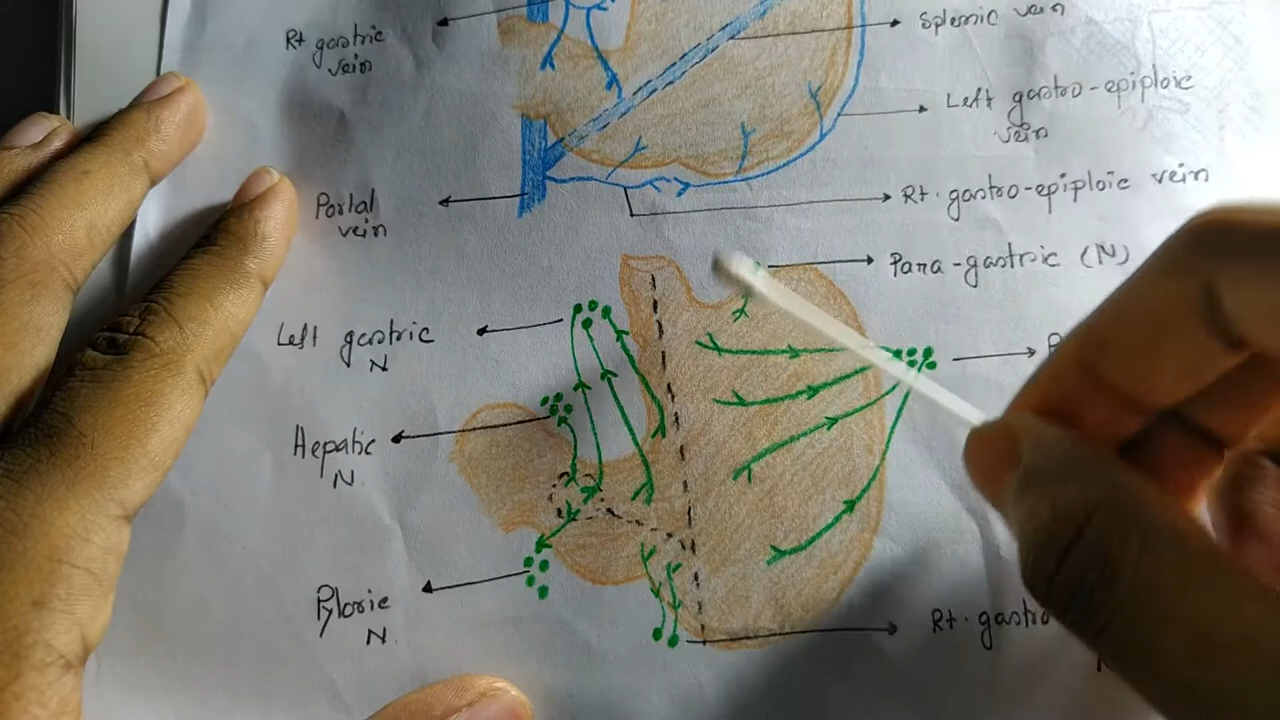 Rt gastric
vein
Splenic vein
Left gastro-epiploic
vein
Portal
vein
Rt. gastro-epiploic vein
Para-gastric (N)
Left gastric
N
Hepatic
N.
Pyloric
N.
Rt. gastro